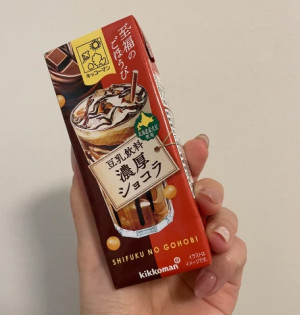 至福の
ごほうび
キッコーマン
豆乳飲料
濃厚
ショコラ
SHIFUKU NO GOHOBI
kikkoman
イラストは
イメージです。